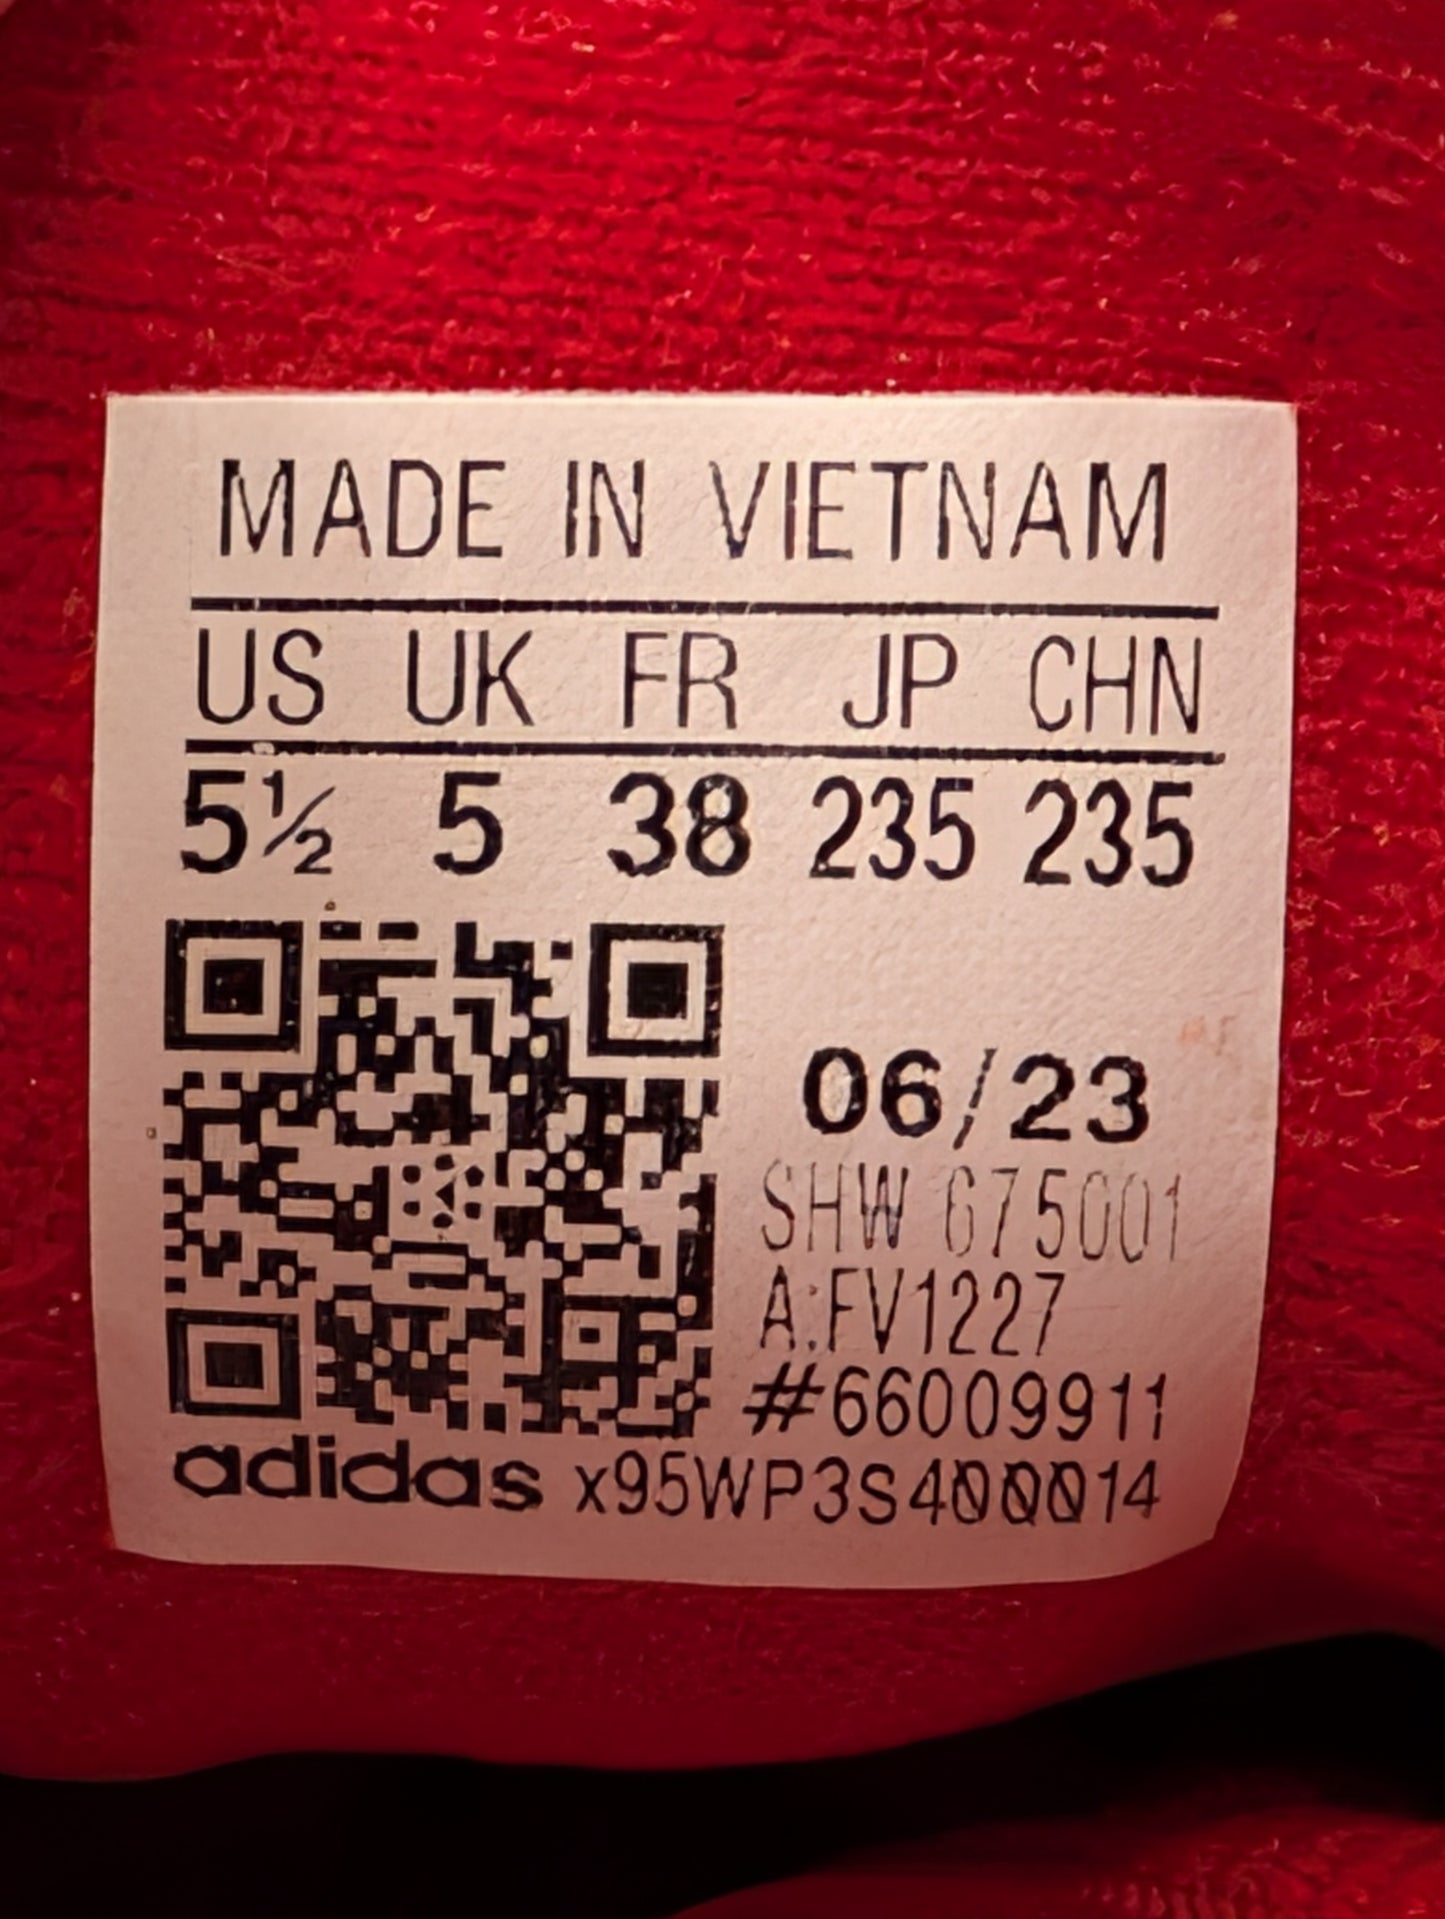 MADE IN VIETNAM
US UK FR JP CHN
5½ 5 38 235 235
06/23
SHW 675001
A:FV1227
#66009911
adidas x95WP3S400014